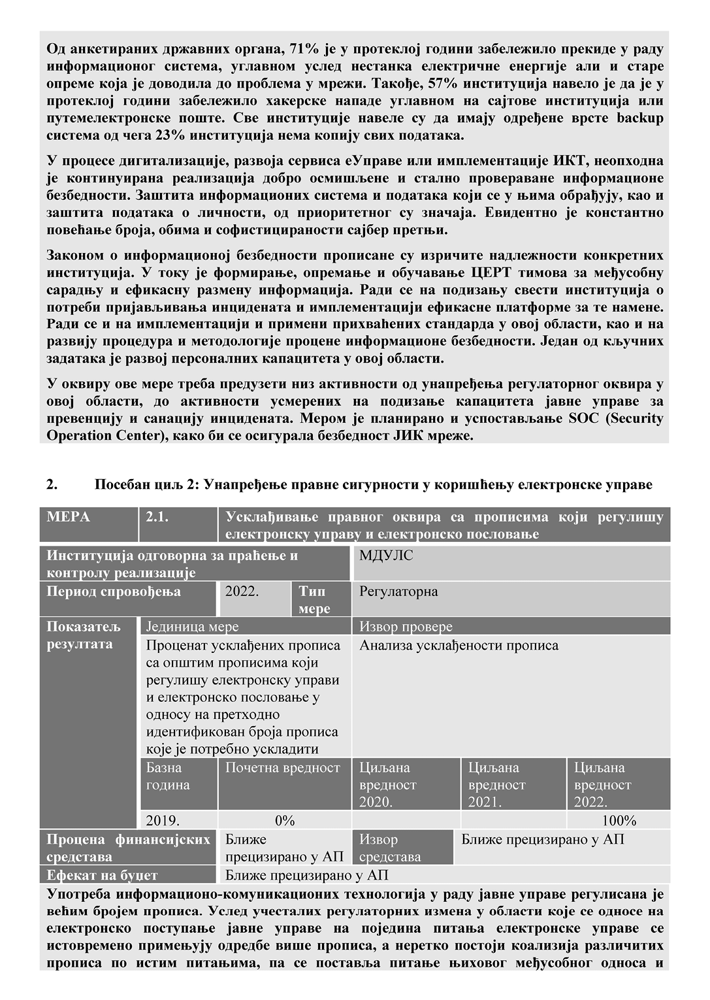 Од анкетираних државних органа, 71% је у протеклој години забележило прекиде у раду
информационог система, углавном услед нестанка електричне енергије али и старе
опреме која је доводила до проблема у мрежи. Такође, 57% институција навело је да је у
протеклој години забележило хакерске нападе углавном на сајтове институција или
путемелектронске поште. Све институције навеле су да имају одређене врсте backup
система од чега 23% институција нема копију својих података.
У процесе дигитализације, развоја сервиса еУправе или имплементације ИКТ, неопходна
је континуирана реализација добро осмишљене и стално провераване информационе
безбедности. Заштита информационих система и података који се у њима обрађују, као и
заштита података о личности, од приоритетног су значаја. Евидентно је константно
повећање броја, обима и софистицираности сајбер претњи.
Законом о информационој безбедности прописане су изричите надлежности конкретних
институција. У току је формирање, опремање и обучавање ЦЕРТ тимова за међусобну
сарадњу и ефикасну размену информација. Ради се на подизању свести институција о
потреби пријављивања инцидената и имплементацији ефикасне платформе за те намене.
Ради се и на имплементацији и примени прихваћених стандарда у овој области, као и на
развију процедура и методологије процене информационе безбедности. Један од кључних
задатака је развој персоналних капацитета у овој области.
У оквиру ове мере треба предузети низ активности од унапређења регулаторног оквира у
овој области, до активности усмерених на подизање капацитета јавне управе за
превенцију и санацију инцидената. Мером је планирано и успостављање SOC (Security
Operation Center), како би се осигурала безбедност ЈИК мреже.
2. Посебан циљ 2: Унапређење правне сигурности у коришћењу електронске управе
МЕРА 2.1. Усклађивање правног оквира са прописима који регулишу
електронску управу и електронско пословање
Институција одговорна за праћење и
контролу реализације
МДУЛС
Период спровођења 2022. Тип
мере
Регулаторна
Показатељ
резултата
Јединица мере Извор провере
Проценат усклађених прописа
са општим прописима који
регулишу електронску управи
и електронско пословање у
односу на претходно
идентификован броја прописа
које је потребно ускладити
Анализа усклађености прописа
Базна
година
Почетна вредност
Циљана
вредност
2020.
Циљана
вредност
2021.
Циљана
вредност
2022.
2019. 0% 100%
Процена финансијских
средстава
Ближе
прецизирано у АП
Извор
средстава
Ближе прецизирано у АП
Ефекат на буџет Ближе прецизирано у АП
Употреба информационо-комуникационих технологија у раду јавне управе регулисана је
већим бројем прописа. Услед учесталих регулаторних измена у области које се односе на
електронско поступање јавне управе на поједина питања електронске управе се
истовремено примењују одредбе више прописа, а неретко постоји коализија различитих
прописа по истим питањима, па се поставља питање њиховог међусобног односа и